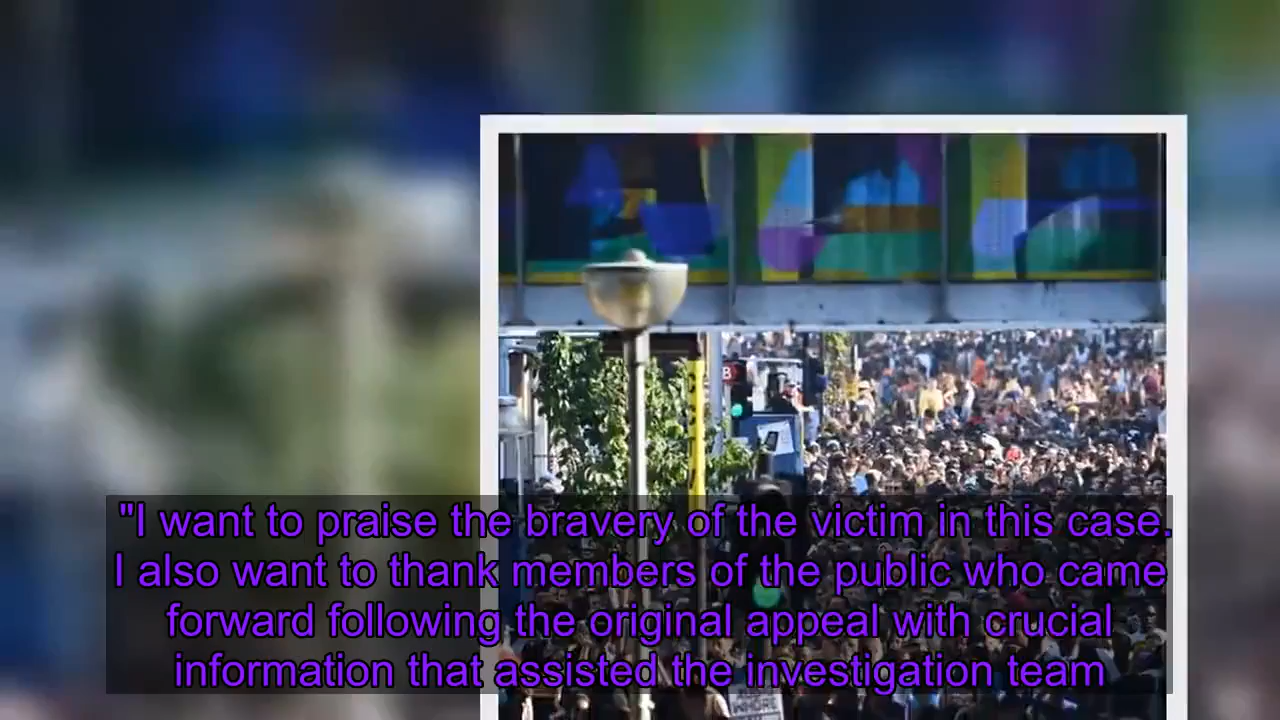 B
"I want to praise the bravery of the victim in this case.
I also want to thank members of the public who came
forward following the original appeal with crucial
information that assisted the investigation team
WHORE